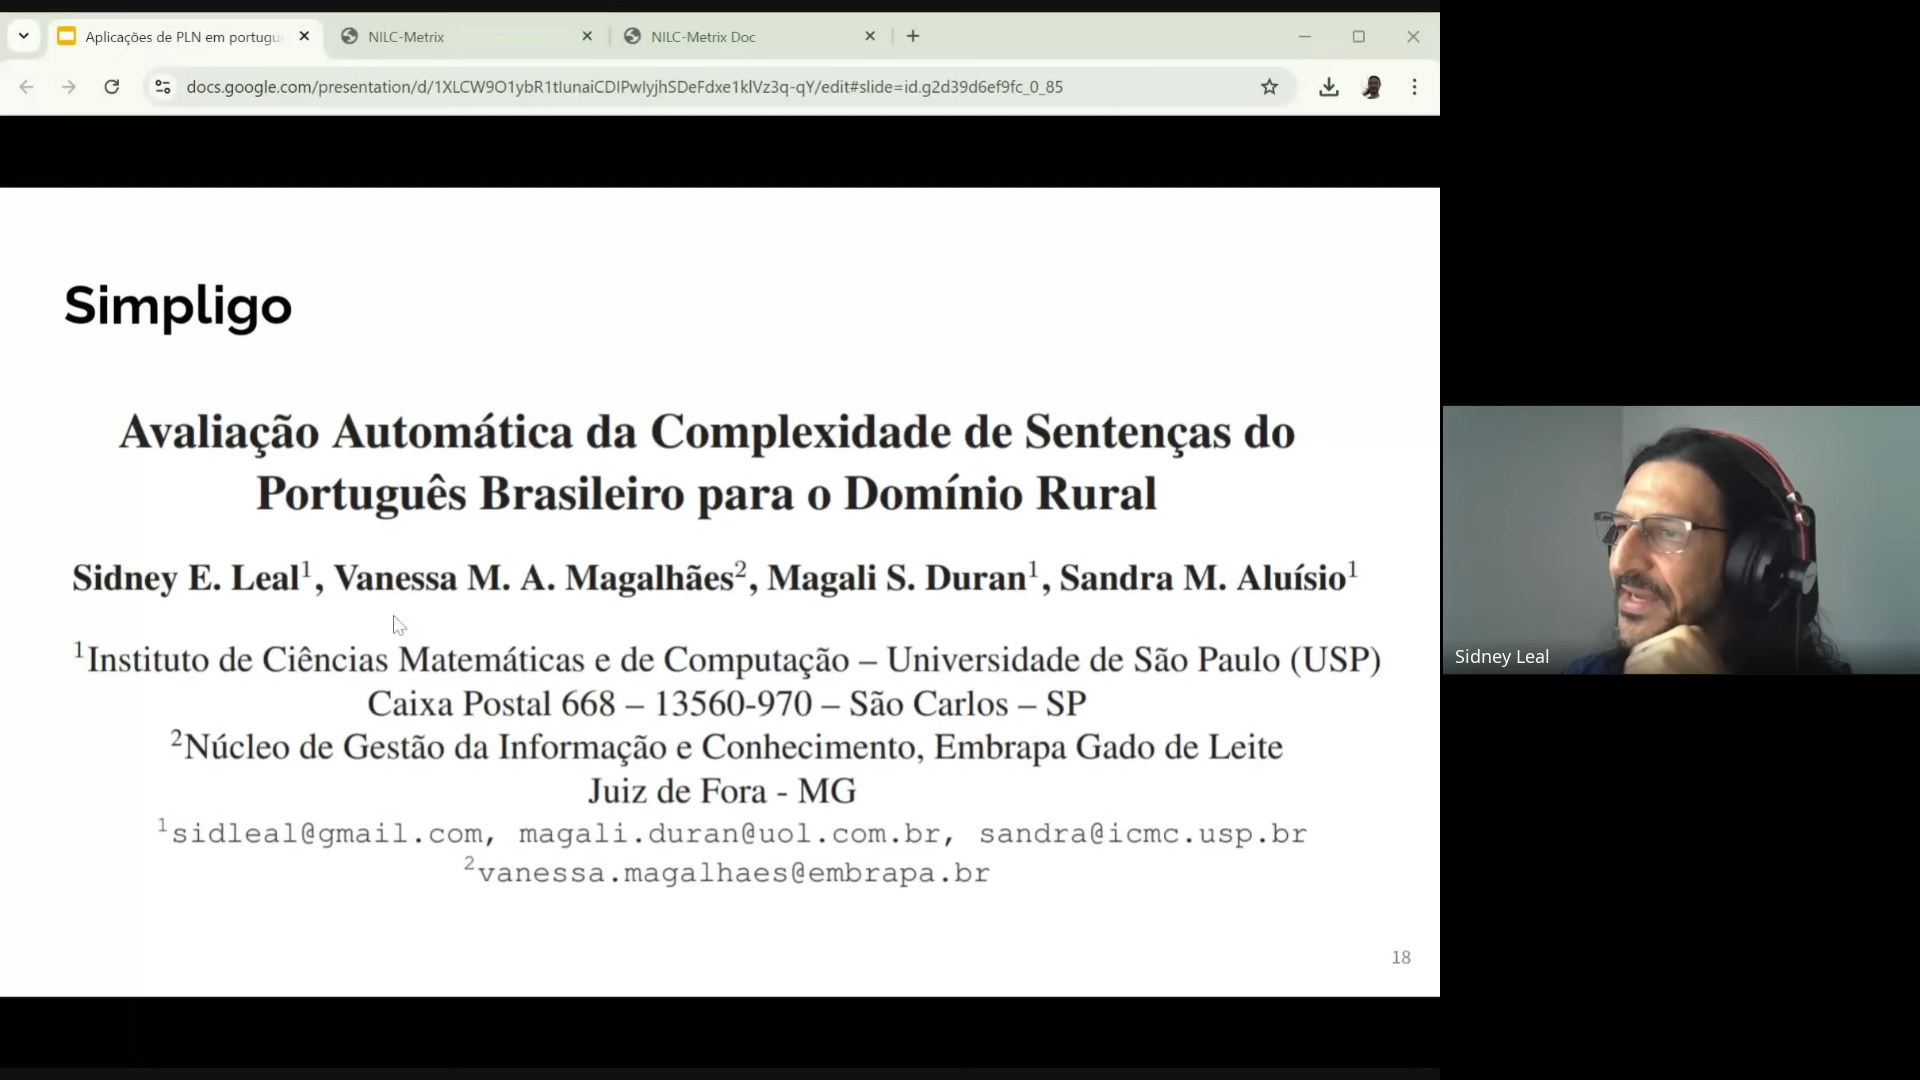 Aplicações de PLN em portugu
NILC-Metrix
NILC-Metrix Doc
docs.google.com/presentation/d/1XLCW9O1ybR1tIunaiCDIPwIyjhSDeFdxe1klVz3q-qY/edit#slide=id.g2d39d6ef9fc_0_85
Simpligo
Avaliação Automática da Complexidade de Sentenças do
Português Brasileiro para o Domínio Rural
Sidney E. Leal¹, Vanessa M. A. Magalhães², Magali S. Duran¹, Sandra M. Aluísio¹
¹Instituto de Ciências Matemáticas e de Computação – Universidade de São Paulo (USP)
Caixa Postal 668 – 13560-970 – São Carlos – SP
²Núcleo de Gestão da Informação e Conhecimento, Embrapa Gado de Leite
Juiz de Fora - MG
¹sidleal@gmail.com, magali.duran@uol.com.br, sandra@icmc.usp.br
²vanessa.magalhaes@embrapa.br
18
Sidney Leal